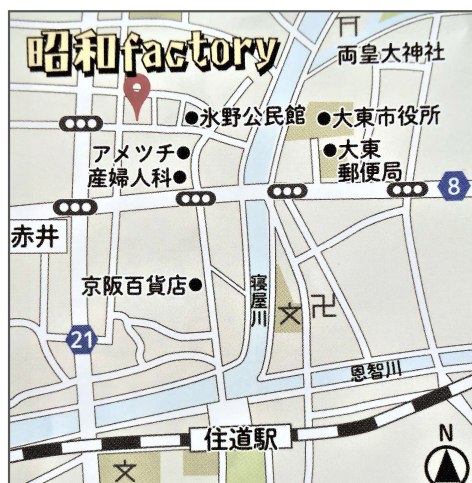 昭和factory
両皇大神社
氷野公民館
大東市役所
アメツチ
産婦人科
大東
郵便局
8
赤井
京阪百貨店
寝屋川
21
恩智川
住道駅
N